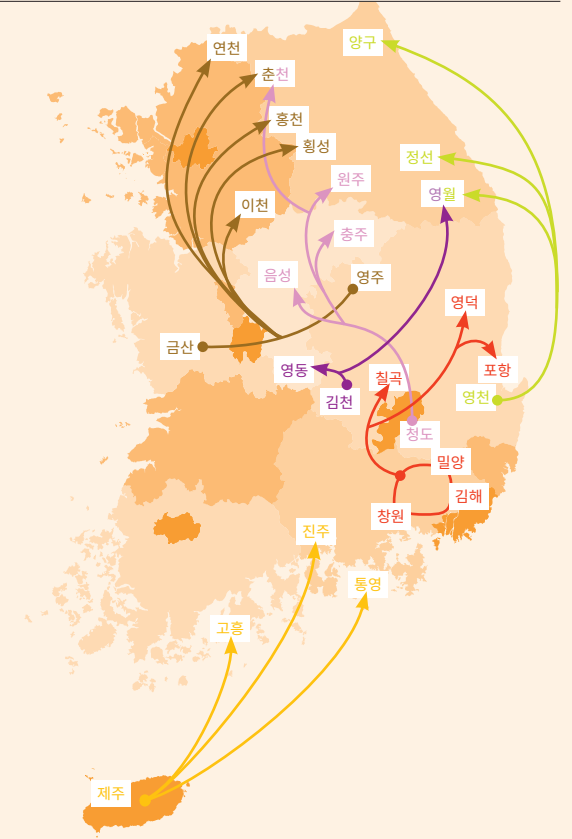 양구
연천
춘천
홍천
횡성
정선
원주
영월
이천
충주
음성
영주
영덕
금산
영동
포항
칠곡
김천
영천
청도
밀양
김해
창원
진주
통영
고흥
제주